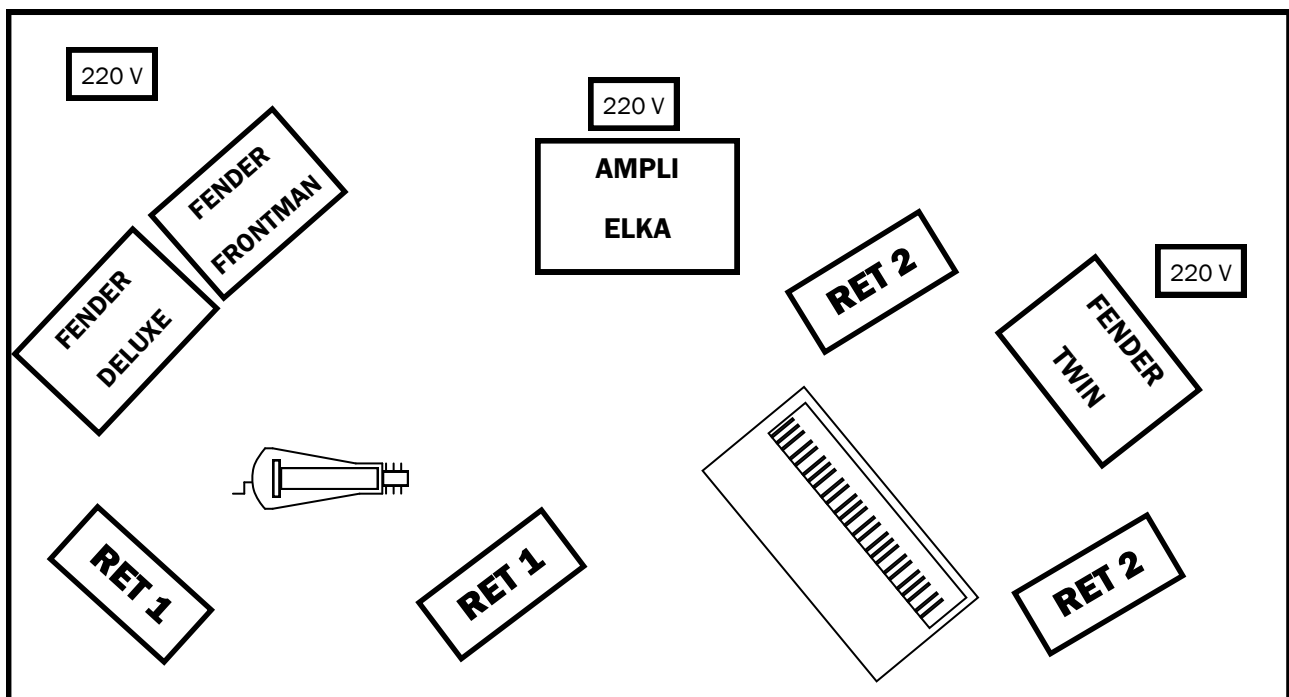 220 V
220 V
AMPLI
ELKA
FENDER
FRONTMAN
FENDER
DELUXE
RET 2
220 V
FENDER
TWIN
RET 1
RET 1
RET 2